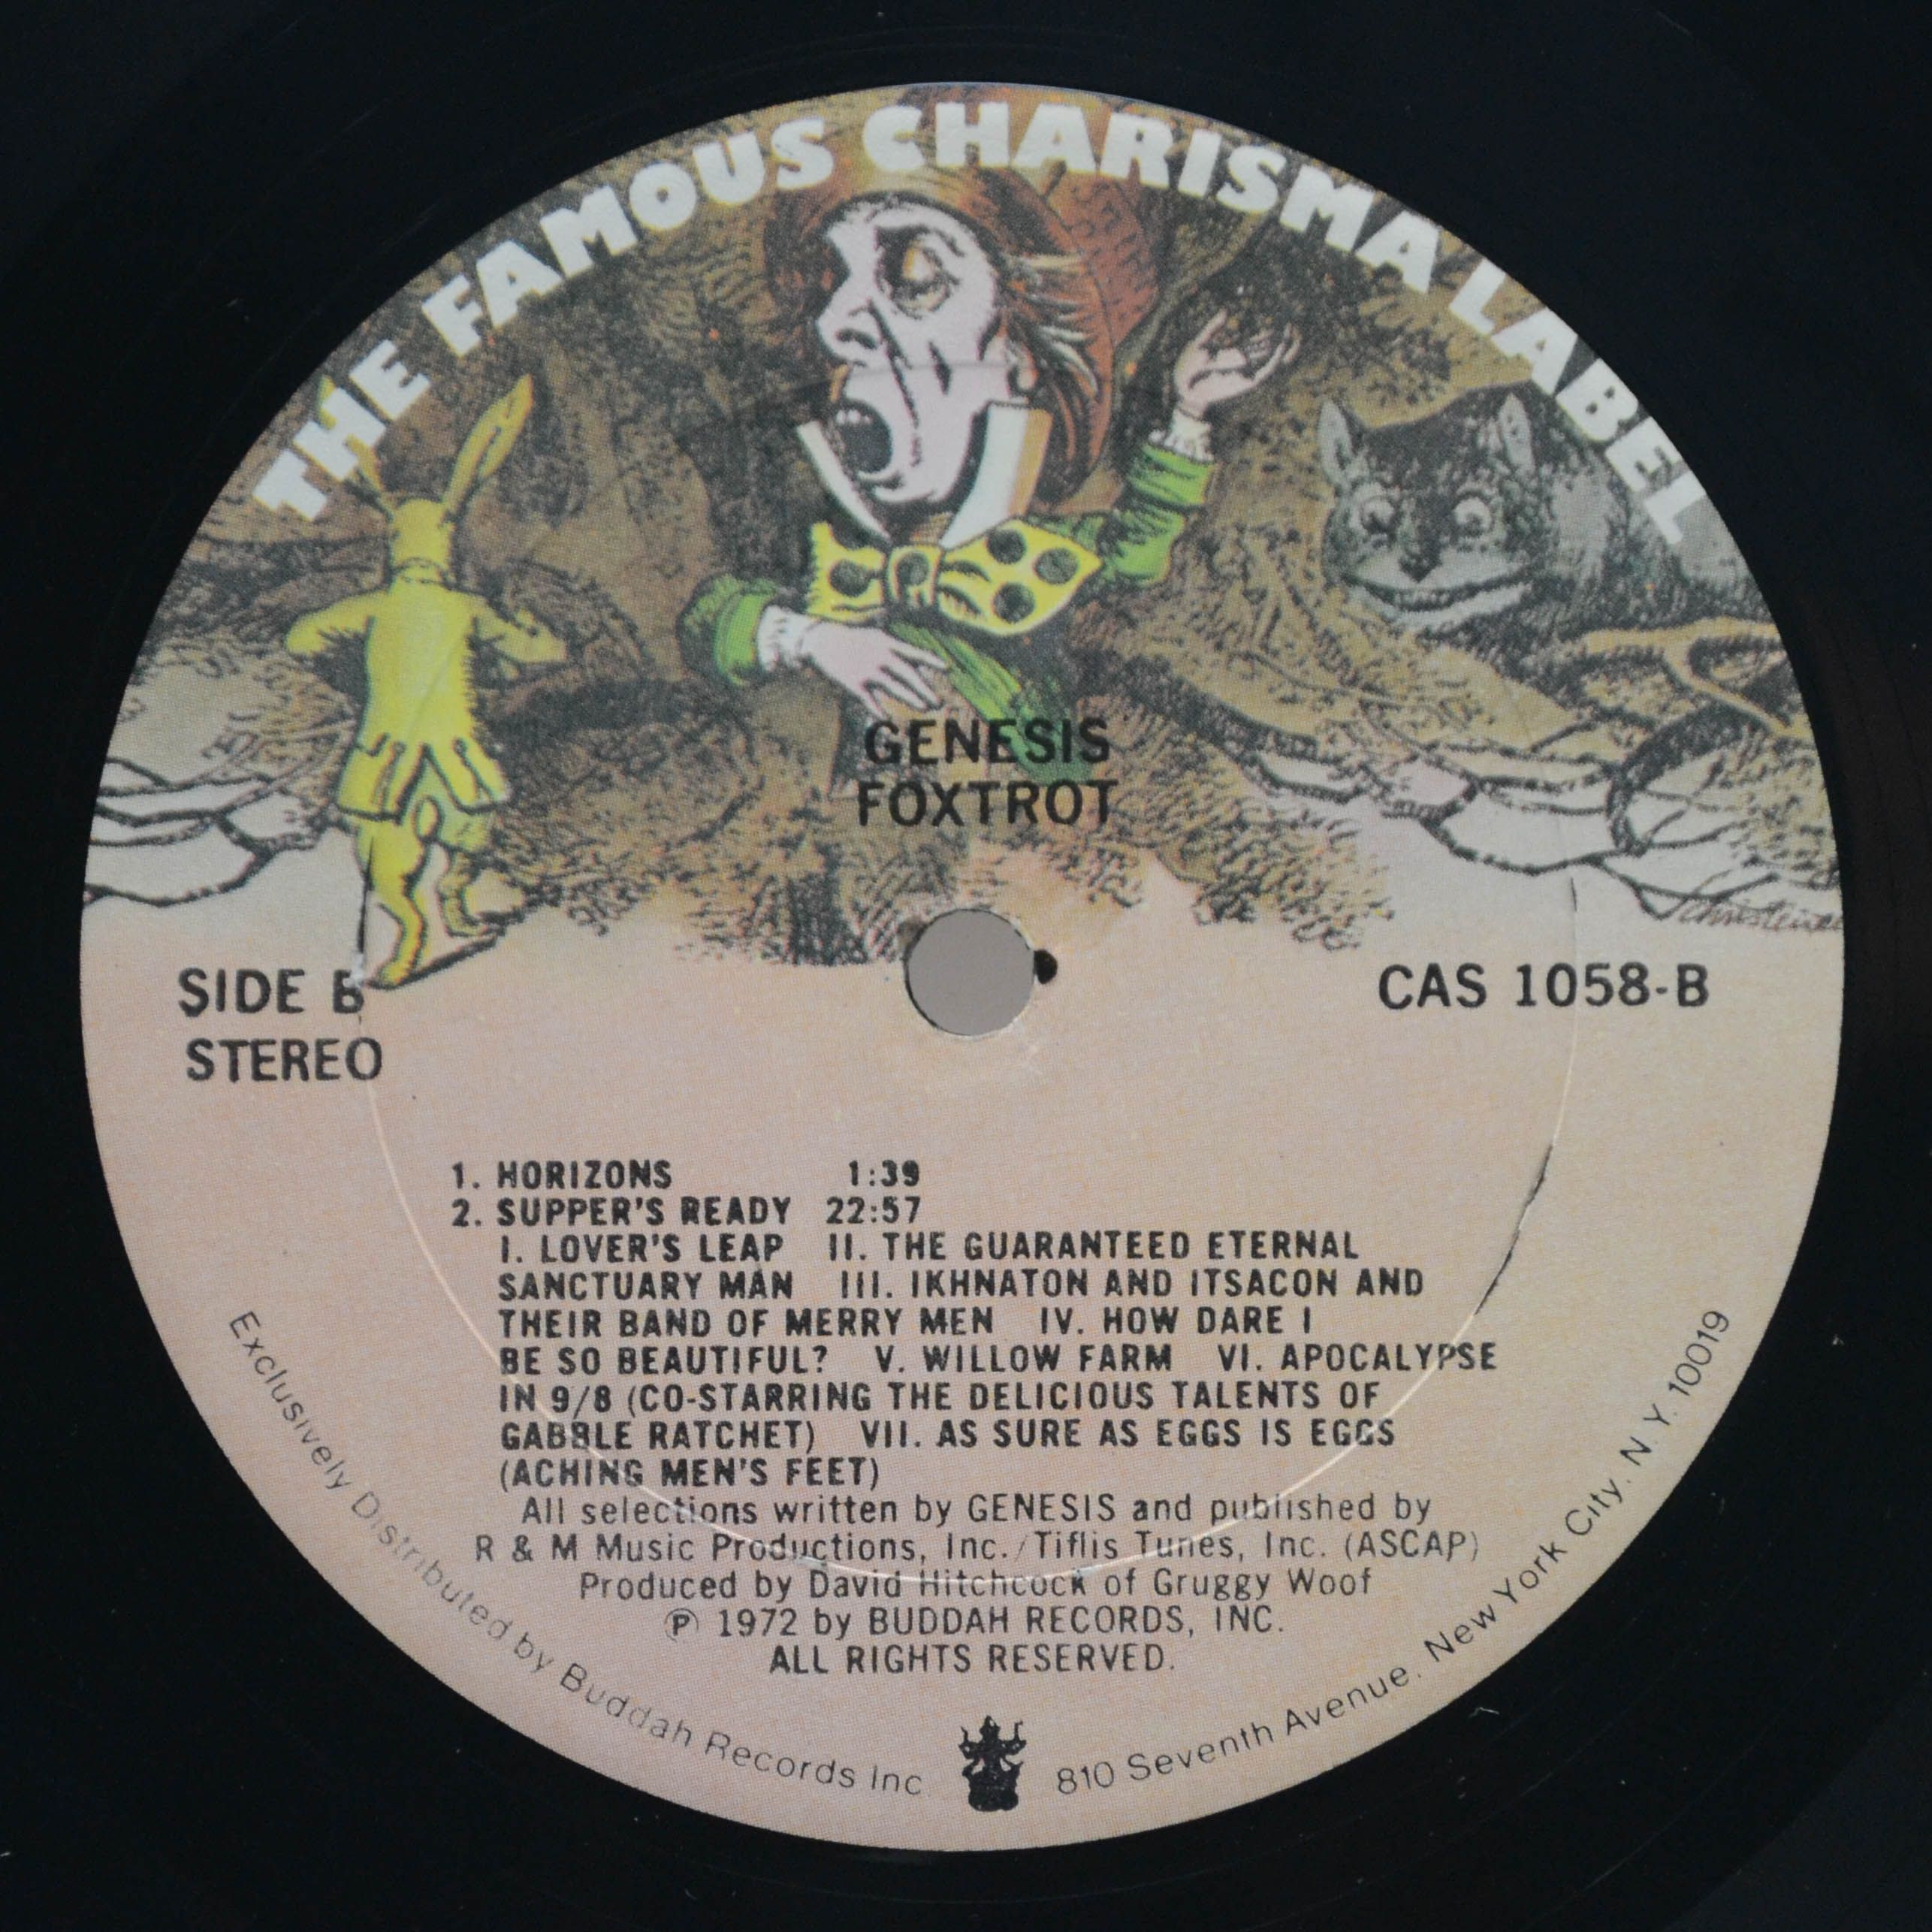 THE FAMOUS CHARISMA LABEL
GENESIS
FOXTROT
SIDE B
STEREO
CAS 1058-B
1. HORIZONS 1:39
2. SUPPER'S READY 22:57
I. LOVER'S LEAP II. THE GUARANTEED ETERNAL
SANCTUARY MAN III. IKHNATON AND ITSACON AND
THEIR BAND OF MERRY MEN IV. HOW DARE I
BE SO BEAUTIFUL? V. WILLOW FARM VI. APOCALYPSE
IN 9/8 (CO-STARRING THE DELICIOUS TALENTS OF
GABBLE RATCHET) VII. AS SURE AS EGGS IS EGGS
(ACHING MEN'S FEET)
All selections written by GENESIS and published by
R & M Music Productions, Inc./Tiflis Tunes, Inc. (ASCAP)
Produced by David Hitchcock of Gruggy Woof
Ⓟ 1972 by BUDDAH RECORDS, INC.
ALL RIGHTS RESERVED.
Exclusively Distributed by Buddah Records Inc. 810 Seventh Avenue. New York City. N.Y. 10019